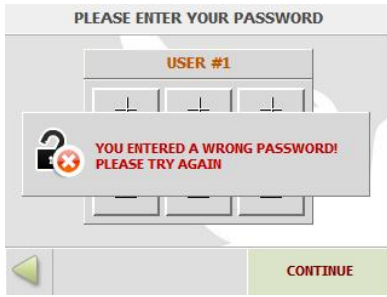 PLEASE ENTER YOUR PASSWORD
USER #1
YOU ENTERED A WRONG PASSWORD!
PLEASE TRY AGAIN
CONTINUE